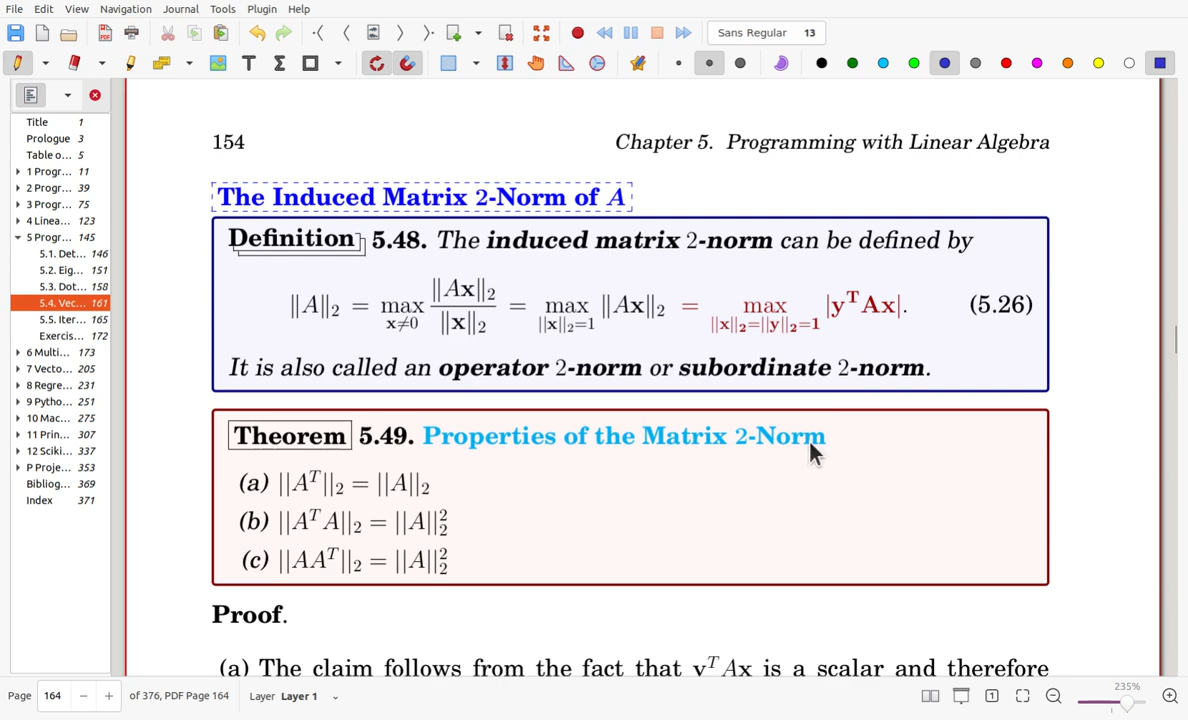 File Edit View Navigation Journal Tools Plugin Help
Sans Regular 13
Title 1
Prologue 3
Table o... 5
1 Progr... 11
2 Progr... 39
3 Progr... 75
4 Linea... 123
5 Progr... 145
5.1. Det... 146
5.2. Eig... 151
5.3. Dot... 158
5.4. Vec... 161
5.5. Iter... 165
Exercis... 172
6 Multi... 173
7 Vecto... 205
8 Regre... 231
9 Pytho... 251
10 Mac... 275
11 Prin... 307
12 Sciki... 337
P Proje... 353
Bibliog... 369
Index 371
154 Chapter 5. Programming with Linear Algebra
The Induced Matrix 2-Norm of A
Definition 5.48. The induced matrix 2-norm can be defined by
||A||₂ = max_{x≠0} ||Ax||₂ / ||x||₂ = max_{||x||₂=1} ||Ax||₂ = max_{||x||₂=||y||₂=1} |yᵀAx|. (5.26)
It is also called an operator 2-norm or subordinate 2-norm.
Theorem 5.49. Properties of the Matrix 2-Norm
(a) ||Aᵀ||₂ = ||A||₂
(b) ||AᵀA||₂ = ||A||₂²
(c) ||AAᵀ||₂ = ||A||₂²
Proof.
(a) The claim follows from the fact that yᵀAx is a scalar and therefore
Page 164 of 376, PDF Page 164 Layer Layer 1 235%